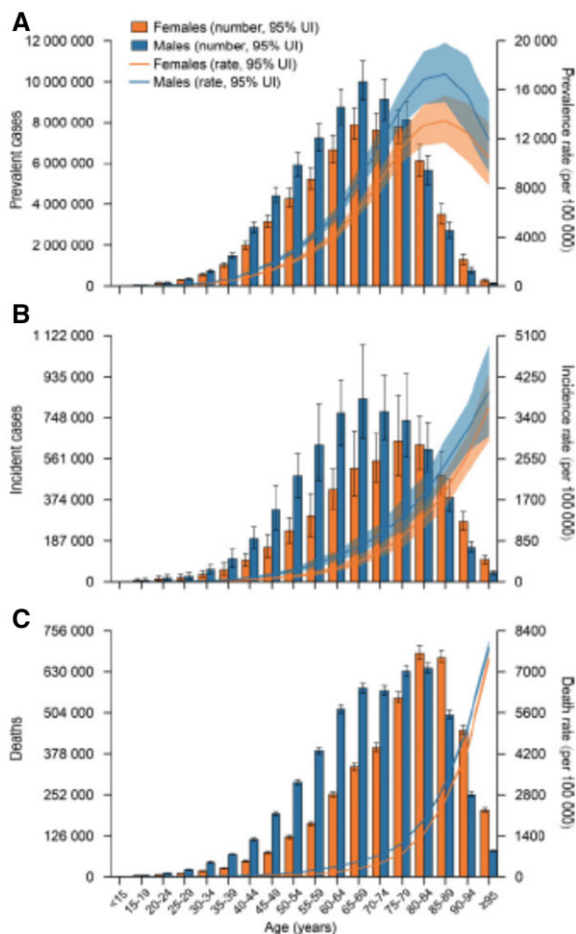 A
Females (number, 95% UI)
Males (number, 95% UI)
Females (rate, 95% UI)
Males (rate, 95% UI)
12 000 000
10 000 000
8 000 000
6 000 000
4 000 000
2 000 000
0
Prevalent cases
20 000
16 000
12 000
8000
4000
0
Prevalence rate (per 100 000)
B
1 122 000
935 000
748 000
561 000
374 000
187 000
0
Incident cases
5100
4250
3400
2550
1700
850
0
Incidence rate (per 100 000)
C
756 000
630 000
504 000
378 000
252 000
126 000
0
Deaths
8400
7000
5600
4200
2800
1400
0
Death rate (per 100 000)
<15
15-19
20-24
25-29
30-34
35-39
40-44
45-49
50-54
55-59
60-64
65-69
70-74
75-79
80-84
85-89
90-94
≥95
Age (years)